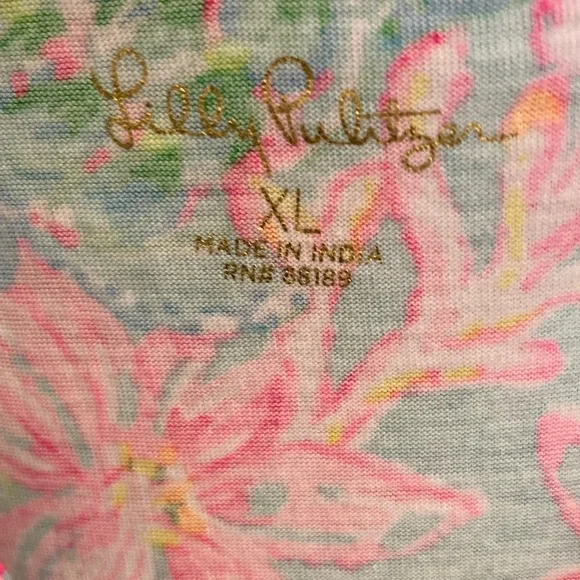 Lilly Pulitzer
XL
MADE IN INDIA
RN# 86189